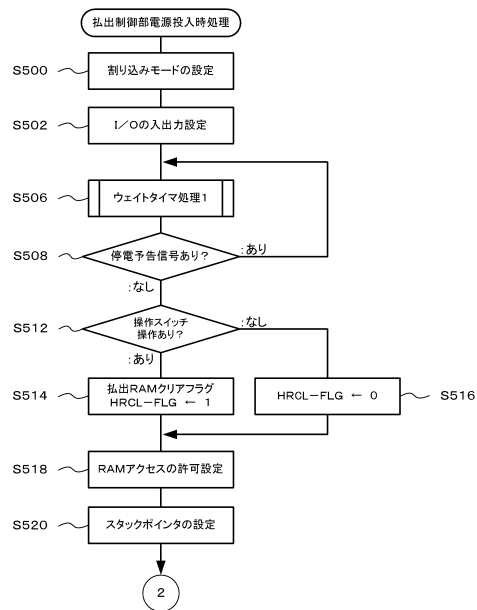 払出制御部電源投入時処理
S500
割り込みモードの設定
S502
I／Oの入出力設定
S506
ウェイトタイマ処理1
S508
停電予告信号あり？
:あり
:なし
S512
操作スイッチ
操作あり？
:なし
:あり
S514
払出RAMクリアフラグ
HRCL－FLG ← 1
HRCL－FLG ← 0
S516
S518
RAMアクセスの許可設定
S520
スタックポインタの設定
2